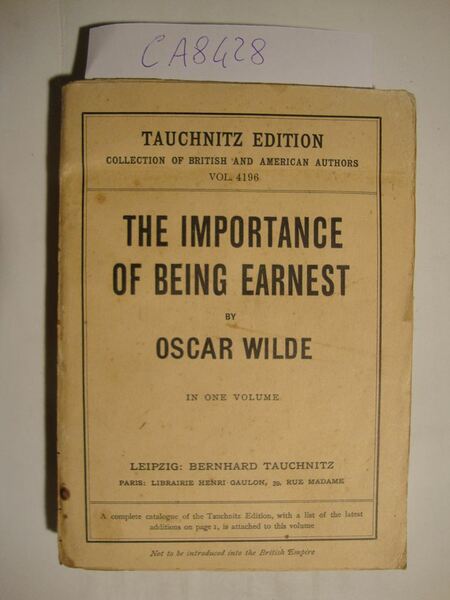 CA8428
TAUCHNITZ EDITION
COLLECTION OF BRITISH AND AMERICAN AUTHORS
VOL. 4196
THE IMPORTANCE
OF BEING EARNEST
BY
OSCAR WILDE
IN ONE VOLUME
LEIPZIG: BERNHARD TAUCHNITZ
PARIS: LIBRAIRIE HENRI GAULON, 39, RUE MADAME
A complete catalogue of the Tauchnitz Edition, with a list of the latest
additions on page 1, is attached to this volume
Not to be introduced into the British Empire